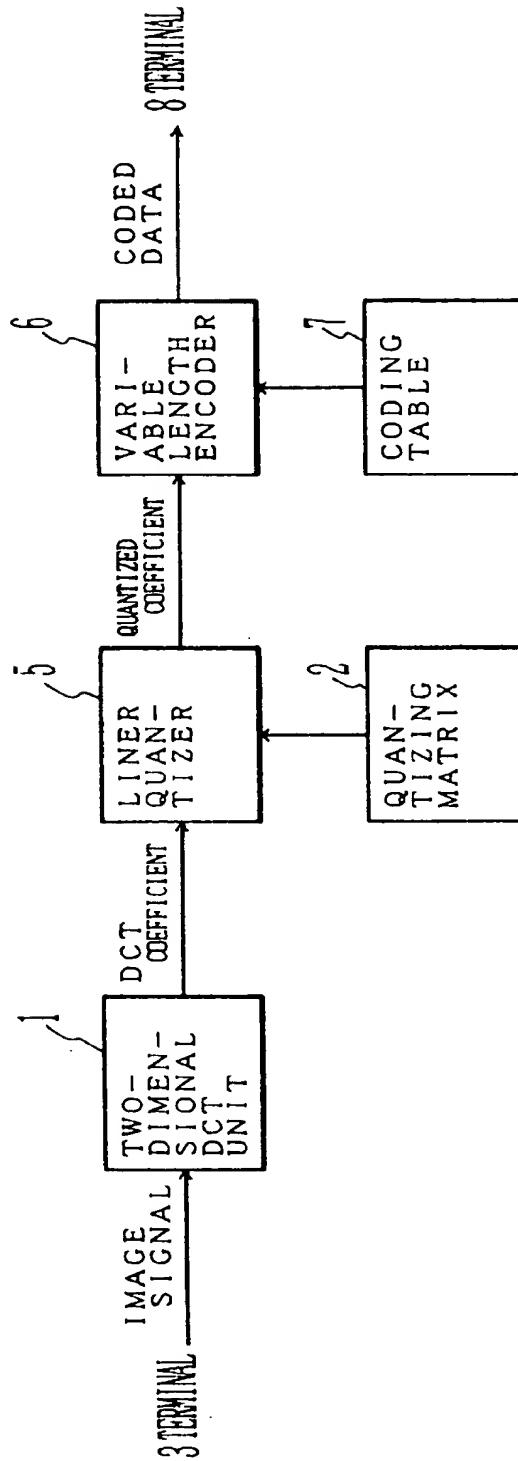 3 TERMINAL
IMAGE
SIGNAL
1
TWO-
DIMEN-
SIONAL
DCT
UNIT
DCT
COEFFICIENT
5
LINER
QUAN-
TIZER
2
QUAN-
TIZING
MATRIX
QUANTIZED
COEFFICIENT
6
VARI-
ABLE
LENGTH
ENCODER
7
CODING
TABLE
CODED
DATA
8 TERMINAL